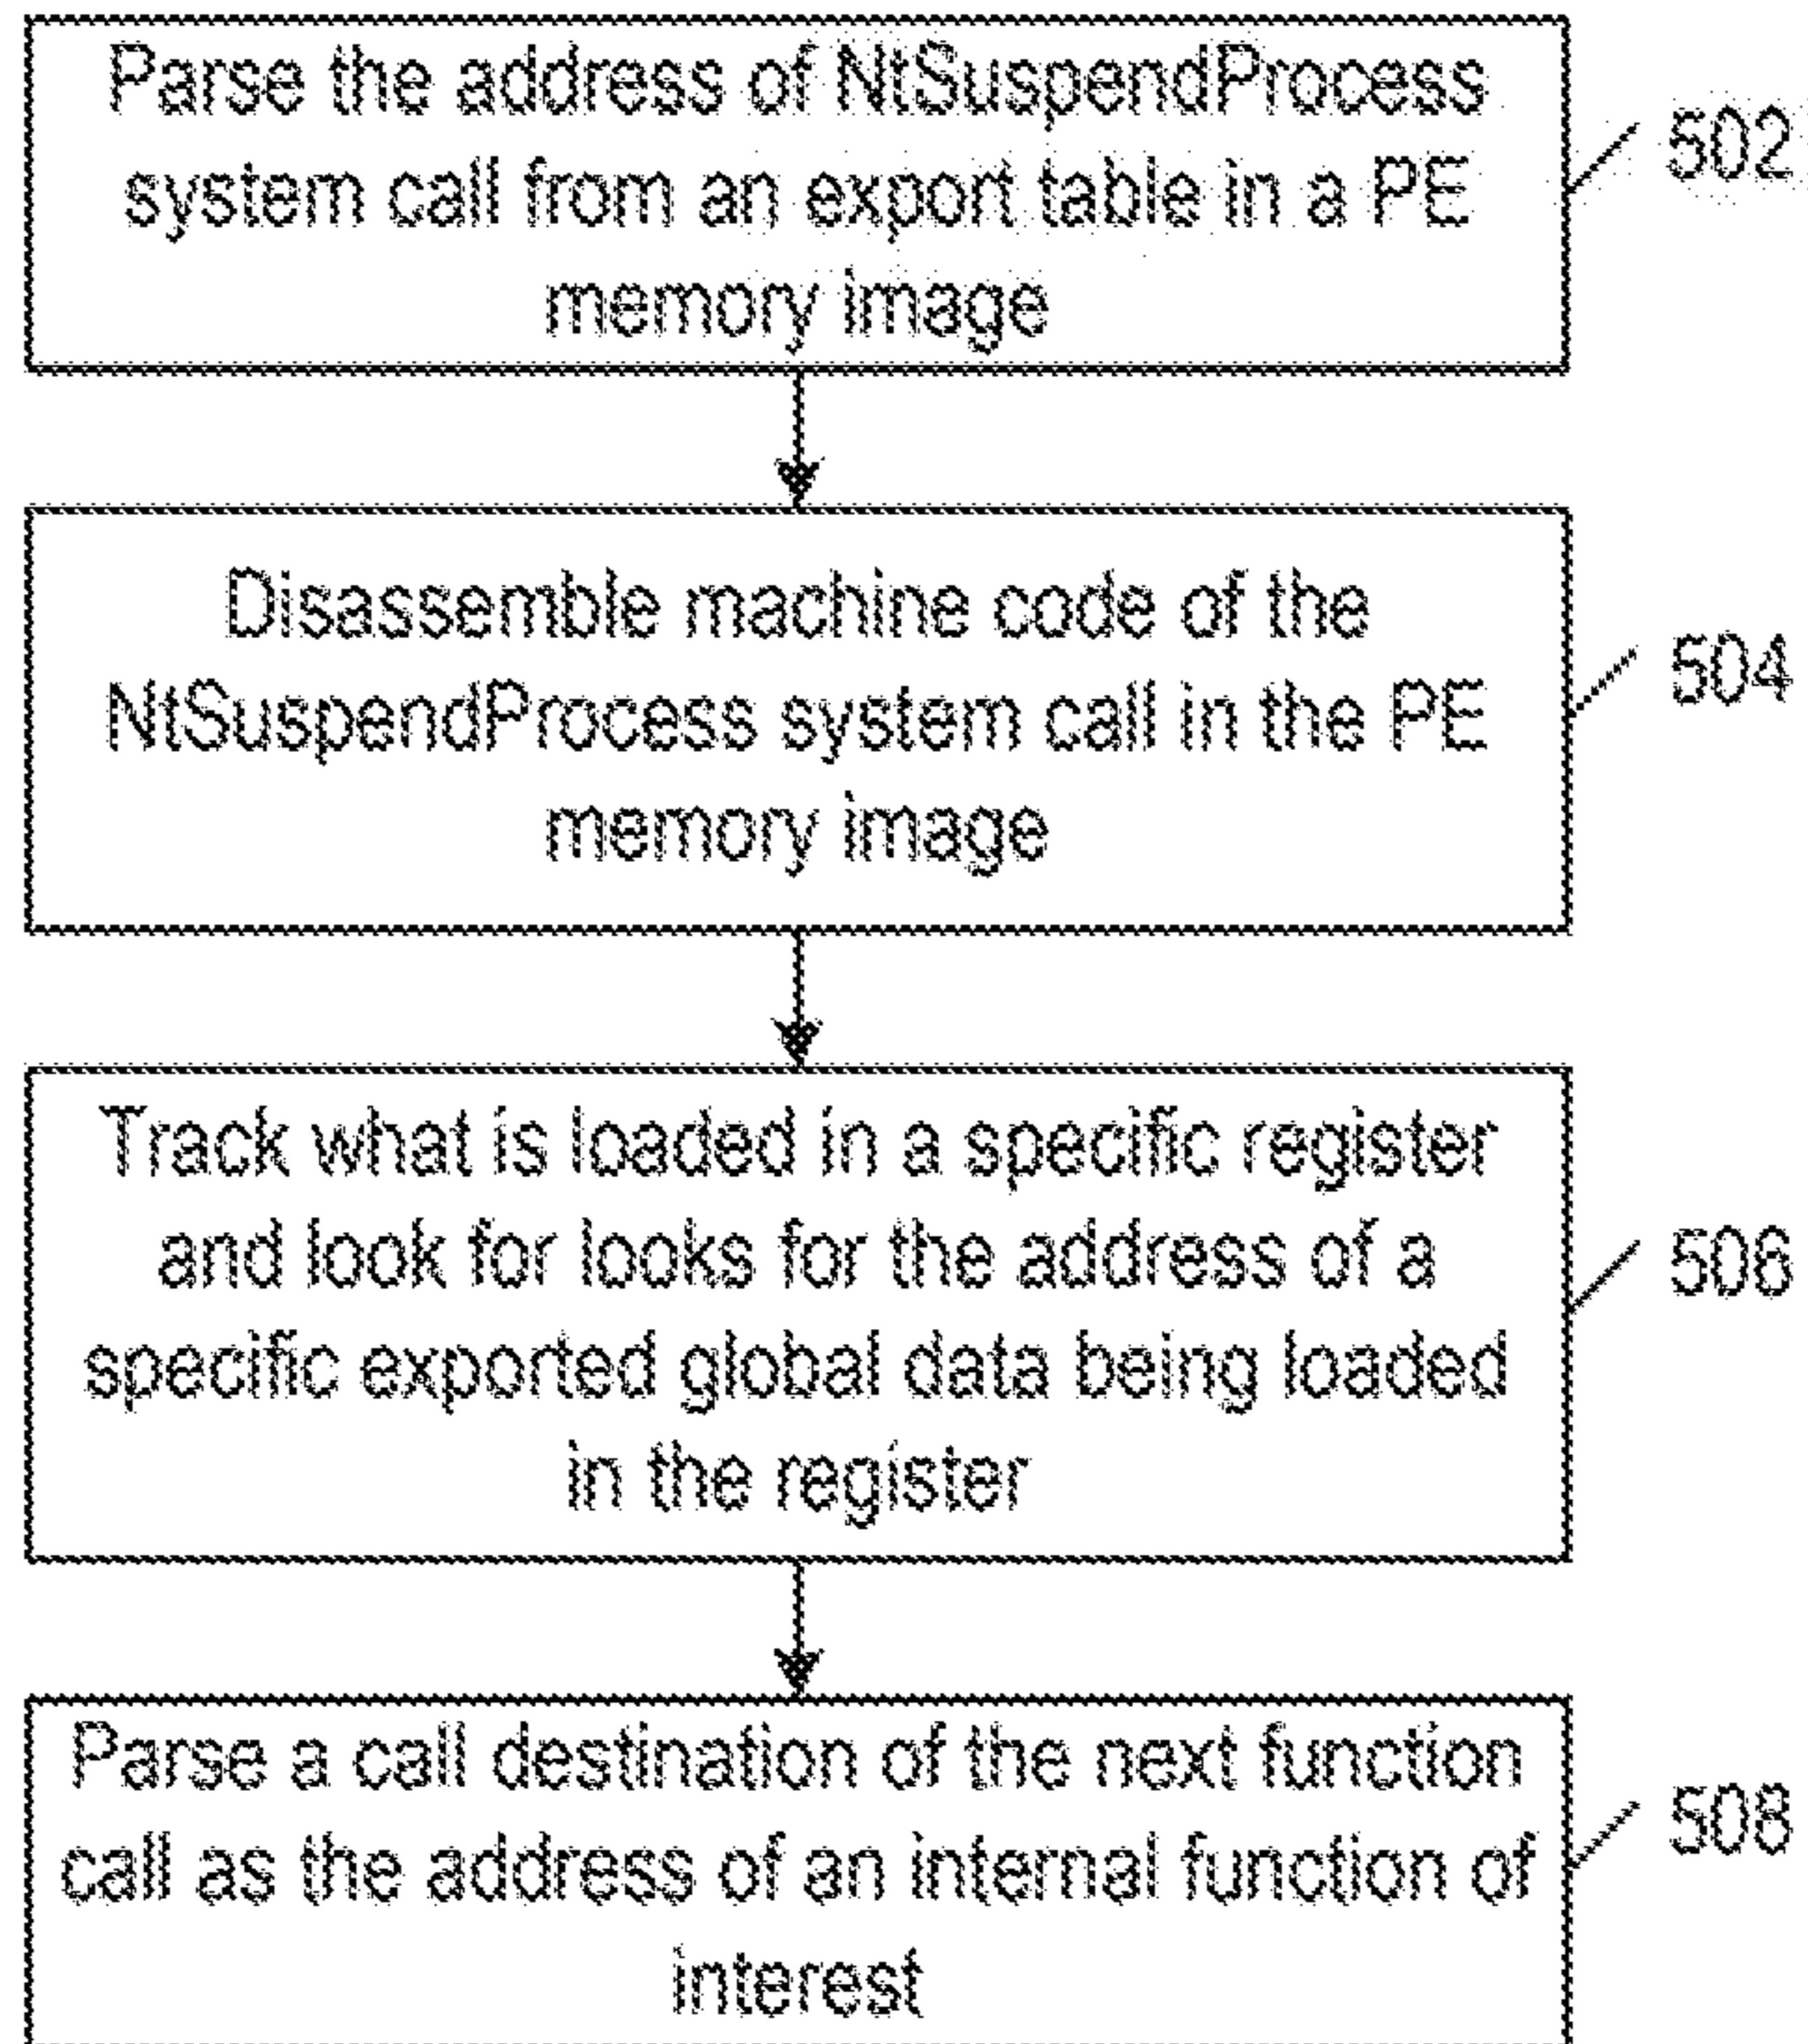 Parse the address of NtSuspendProcess
system call from an export table in a PE
memory image
502
Disassemble machine code of the
NtSuspendProcess system call in the PE
memory image
504
Track what is loaded in a specific register
and look for looks for the address of a
specific exported global data being loaded
in the register
506
Parse a call destination of the next function
call as the address of an internal function of
interest
508